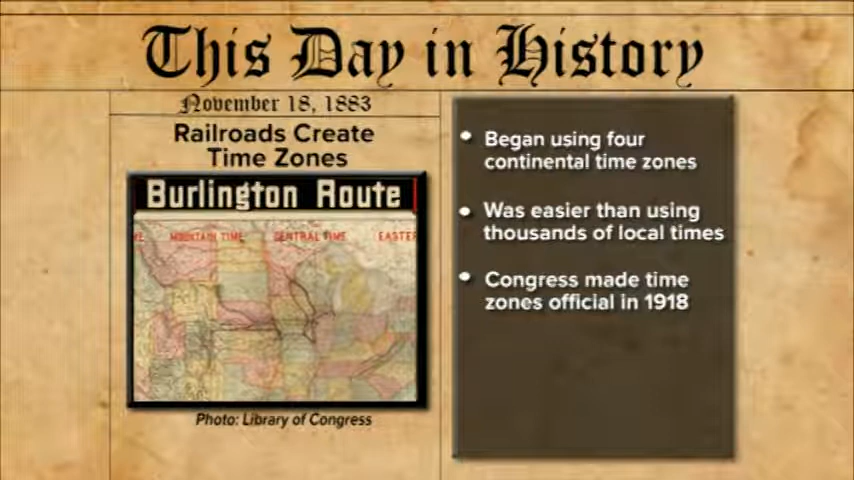 This Day in History
November 18, 1883
Railroads Create
Time Zones
Burlington Route
MOUNTAIN TIME
CENTRAL TIME
EASTER
Photo: Library of Congress
Began using four
continental time zones
Was easier than using
thousands of local times
Congress made time
zones official in 1918